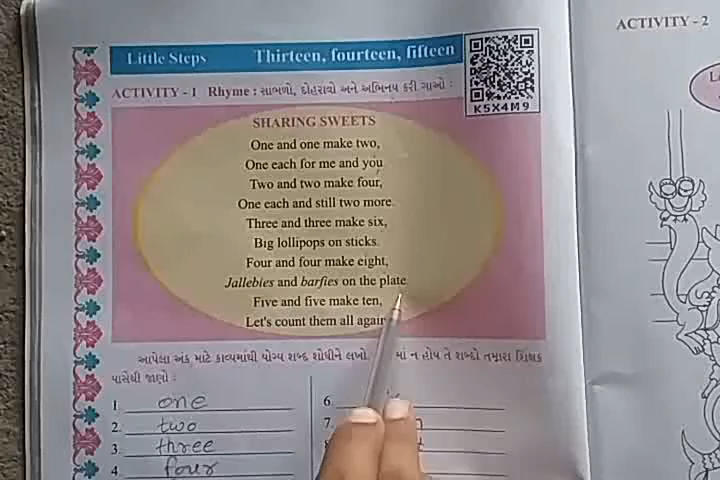 ACTIVITY - 2
Little Steps Thirteen, fourteen, fifteen
K5X4M9
ACTIVITY - 1 Rhyme : સાંભળો, દોહરાવો અને અભિનય કરી ગાઓ :
SHARING SWEETS
One and one make two,
One each for me and you
Two and two make four,
One each and still two more.
Three and three make six,
Big lollipops on sticks.
Four and four make eight,
Jallebies and barfies on the plate
Five and five make ten,
Let's count them all again
આપેલા અંક માટે કાવ્યમાંથી યોગ્ય શબ્દ શોધીને લખો. માં ન હોય તે શબ્દો તમારા શિક્ષક
પાસેથી જાણો :
1. one
2. two
3. three
4. four
6.
7.